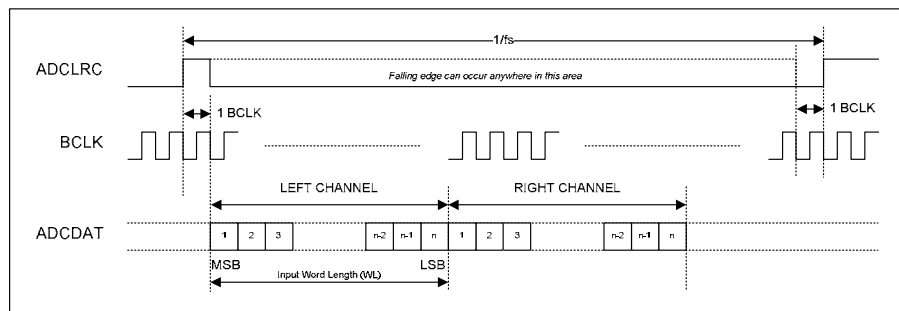 1/fs
ADCLRC
Falling edge can occur anywhere in this area
1 BCLK
1 BCLK
BCLK
LEFT CHANNEL
RIGHT CHANNEL
ADCDAT
1 2 3 n-2 n-1 n 1 2 3 n-2 n-1 n
MSB
LSB
Input Word Length (WL)